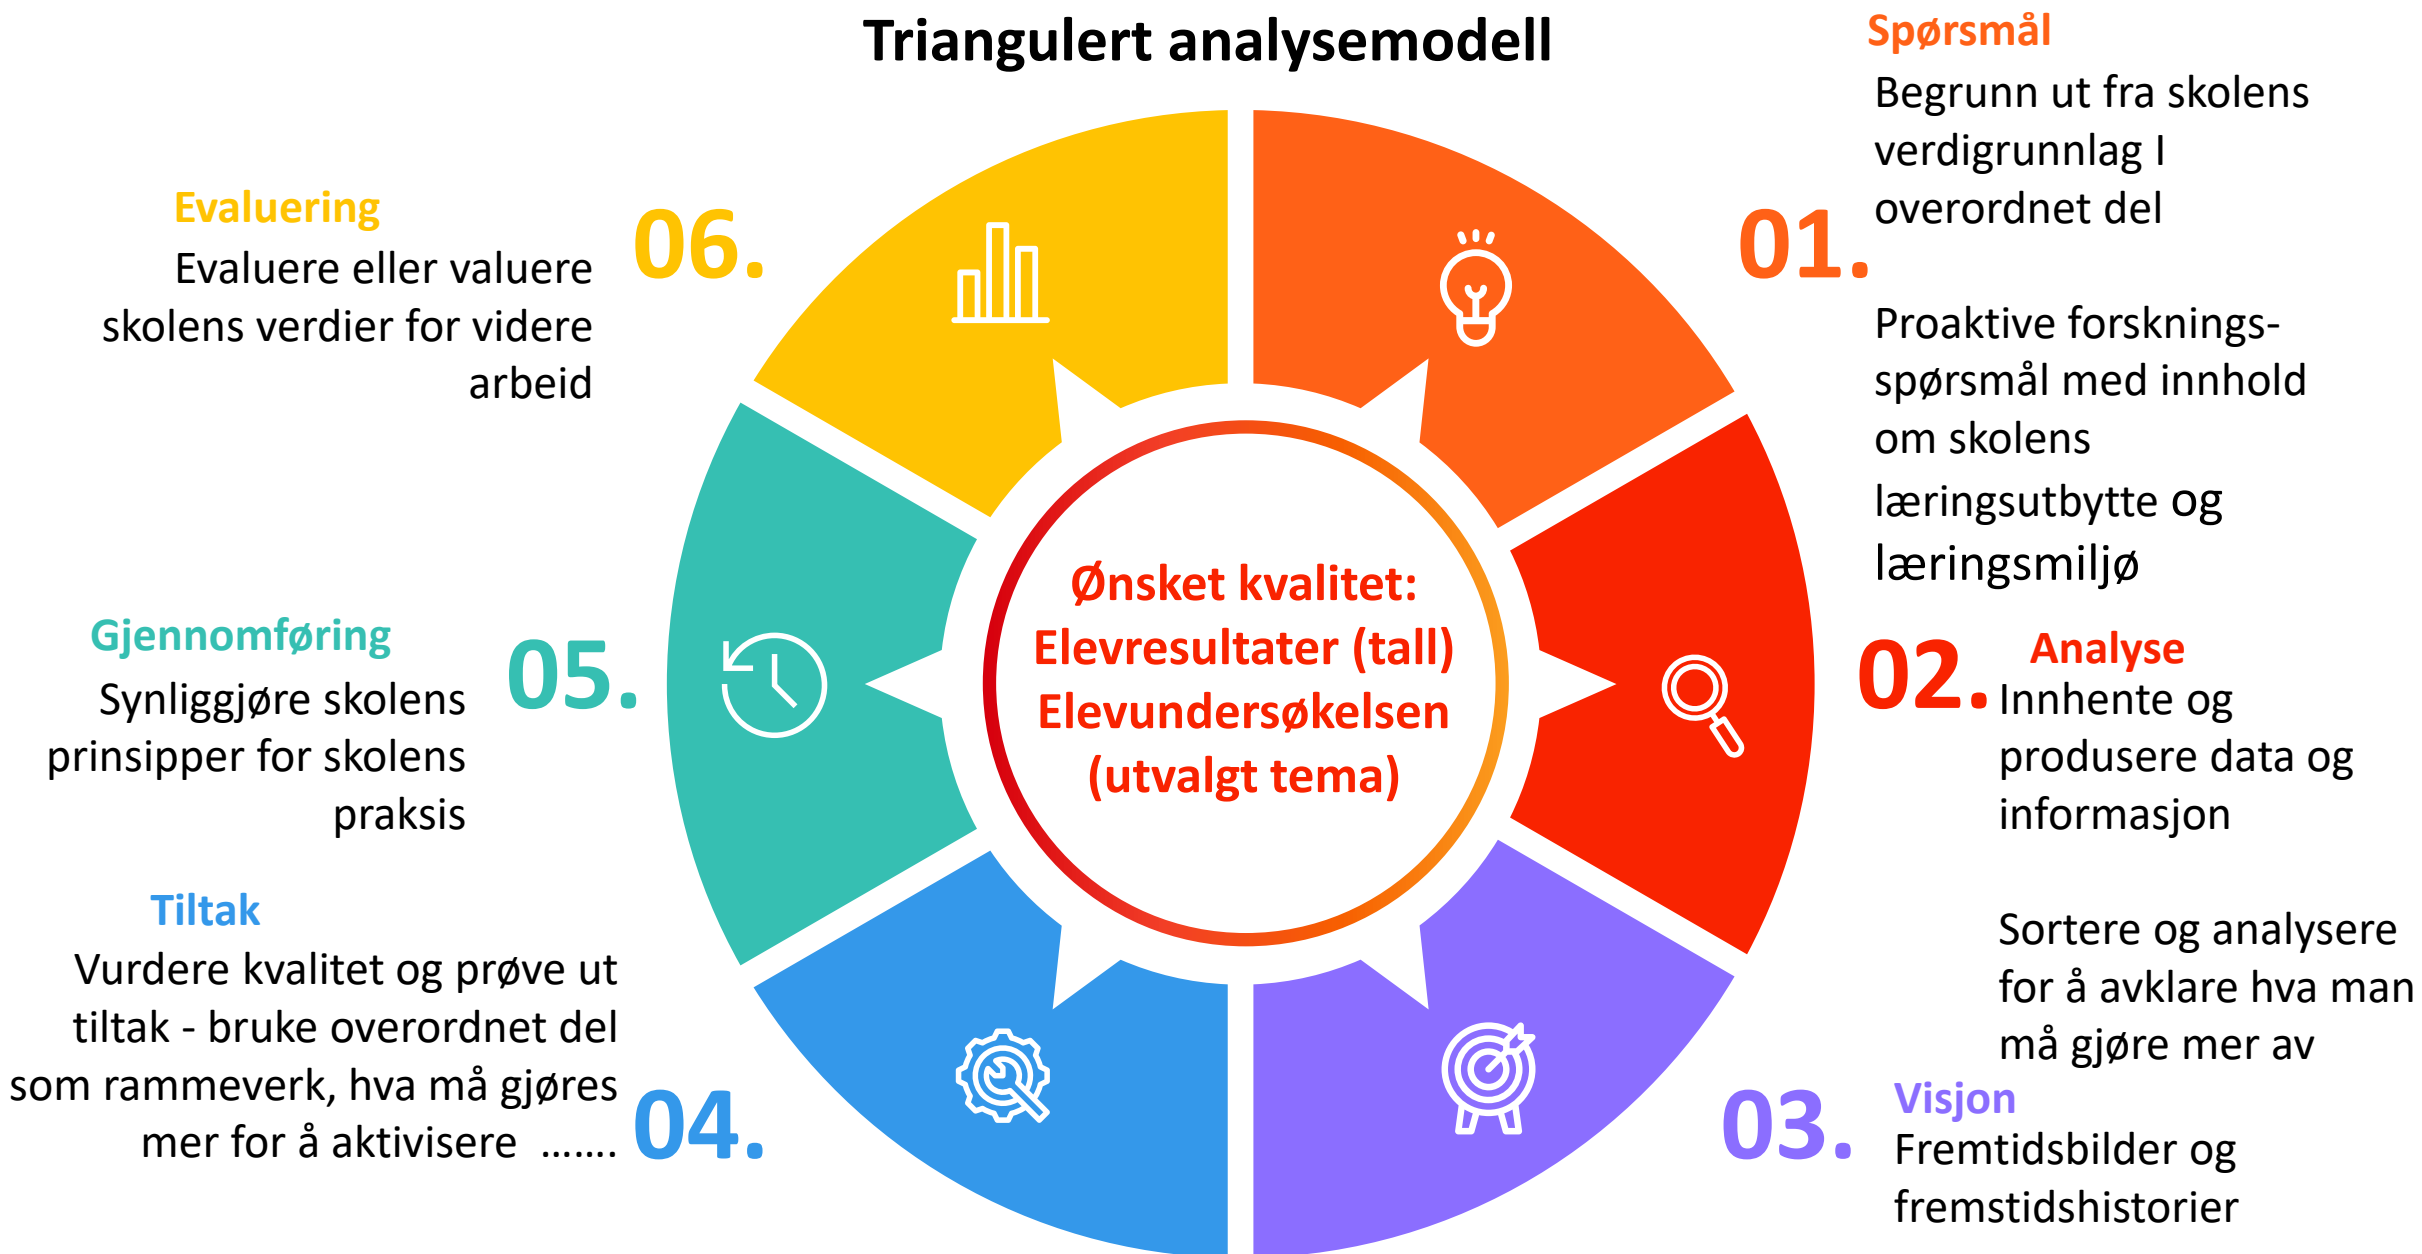 Triangulert analysemodell
Spørsmål
01.
Begrunn ut fra skolens
verdigrunnlag I
overordnet del
Proaktive forsknings-
spørsmål med innhold
om skolens
læringsutbytte og
læringsmiljø
02.
Analyse
Innhente og
produsere data og
informasjon
Sortere og analysere
for å avklare hva man
må gjøre mer av
03.
Visjon
Fremtidsbilder og
fremstidshistorier
04.
Tiltak
Vurdere kvalitet og prøve ut
tiltak - bruke overordnet del
som rammeverk, hva må gjøres
mer for å aktivisere …….
05.
Gjennomføring
Synliggjøre skolens
prinsipper for skolens
praksis
06.
Evaluering
Evaluere eller valuere
skolens verdier for videre
arbeid
Ønsket kvalitet:
Elevresultater (tall)
Elevundersøkelsen
(utvalgt tema)